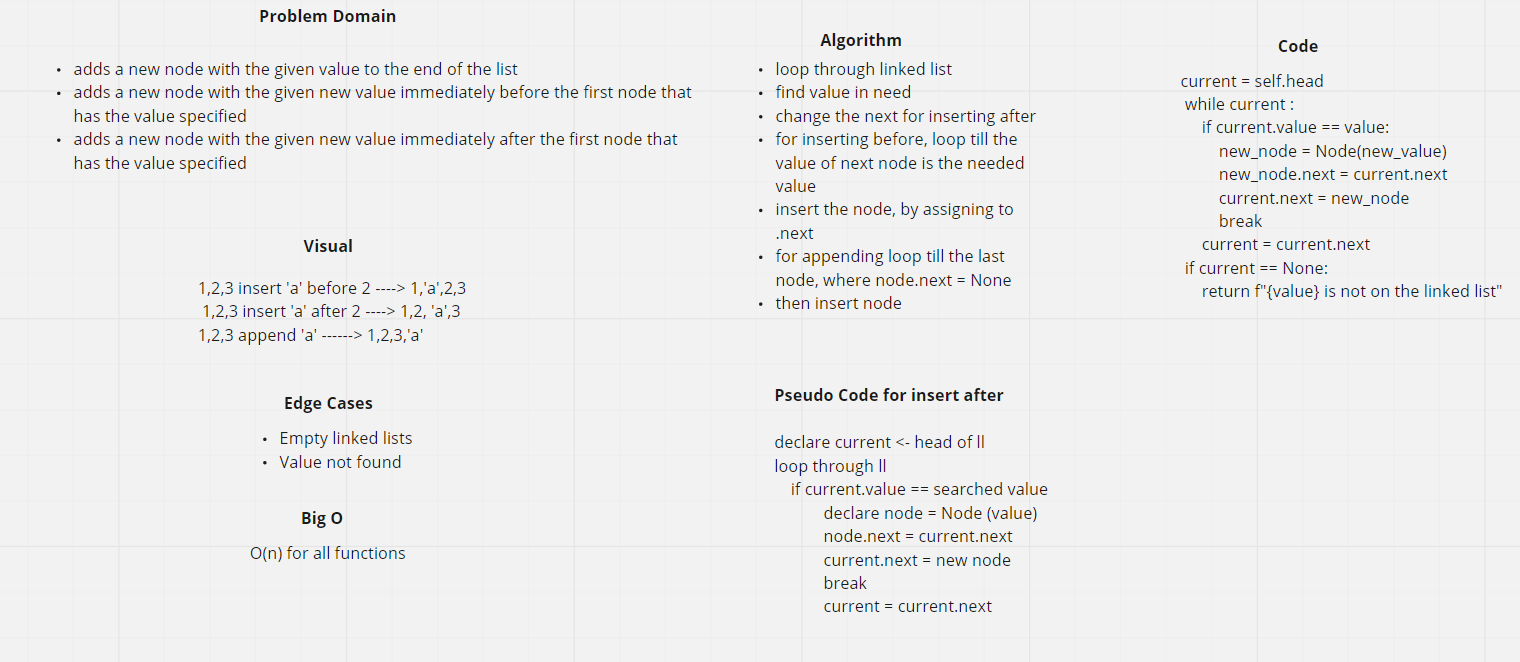 Problem Domain
• adds a new node with the given value to the end of the list
• adds a new node with the given new value immediately before the first node that
has the value specified
• adds a new node with the given new value immediately after the first node that
has the value specified
Visual
1,2,3 insert 'a' before 2 ----> 1,'a',2,3
1,2,3 insert 'a' after 2 ----> 1,2, 'a',3
1,2,3 append 'a' ------> 1,2,3,'a'
Edge Cases
• Empty linked lists
• Value not found
Big O
O(n) for all functions
Algorithm
• loop through linked list
• find value in need
• change the next for inserting after
• for inserting before, loop till the
value of next node is the needed
value
• insert the node, by assigning to
.next
• for appending loop till the last
node, where node.next = None
• then insert node
Pseudo Code for insert after
declare current <- head of ll
loop through ll
if current.value == searched value
declare node = Node (value)
node.next = current.next
current.next = new node
break
current = current.next
Code
current = self.head
while current :
if current.value == value:
new_node = Node(new_value)
new_node.next = current.next
current.next = new_node
break
current = current.next
if current == None:
return f"{value} is not on the linked list"